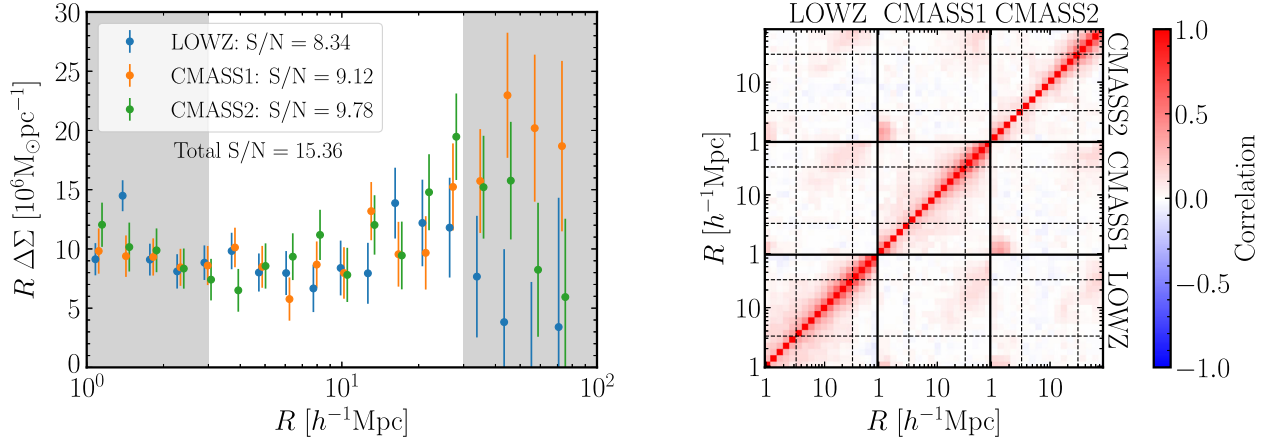 30
25
20
15
10
5
0
R ΔΣ [10⁶M⊙pc⁻¹]
LOWZ: S/N = 8.34
CMASS1: S/N = 9.12
CMASS2: S/N = 9.78
Total S/N = 15.36
10⁰ 10¹ 10²
R [h⁻¹Mpc]
LOWZ CMASS1 CMASS2
10
1
10
1
10
1
R [h⁻¹Mpc]
CMASS2
CMASS1
LOWZ
1 10 1 10 1 10
R [h⁻¹Mpc]
1.0
0.5
0.0
−0.5
−1.0
Correlation